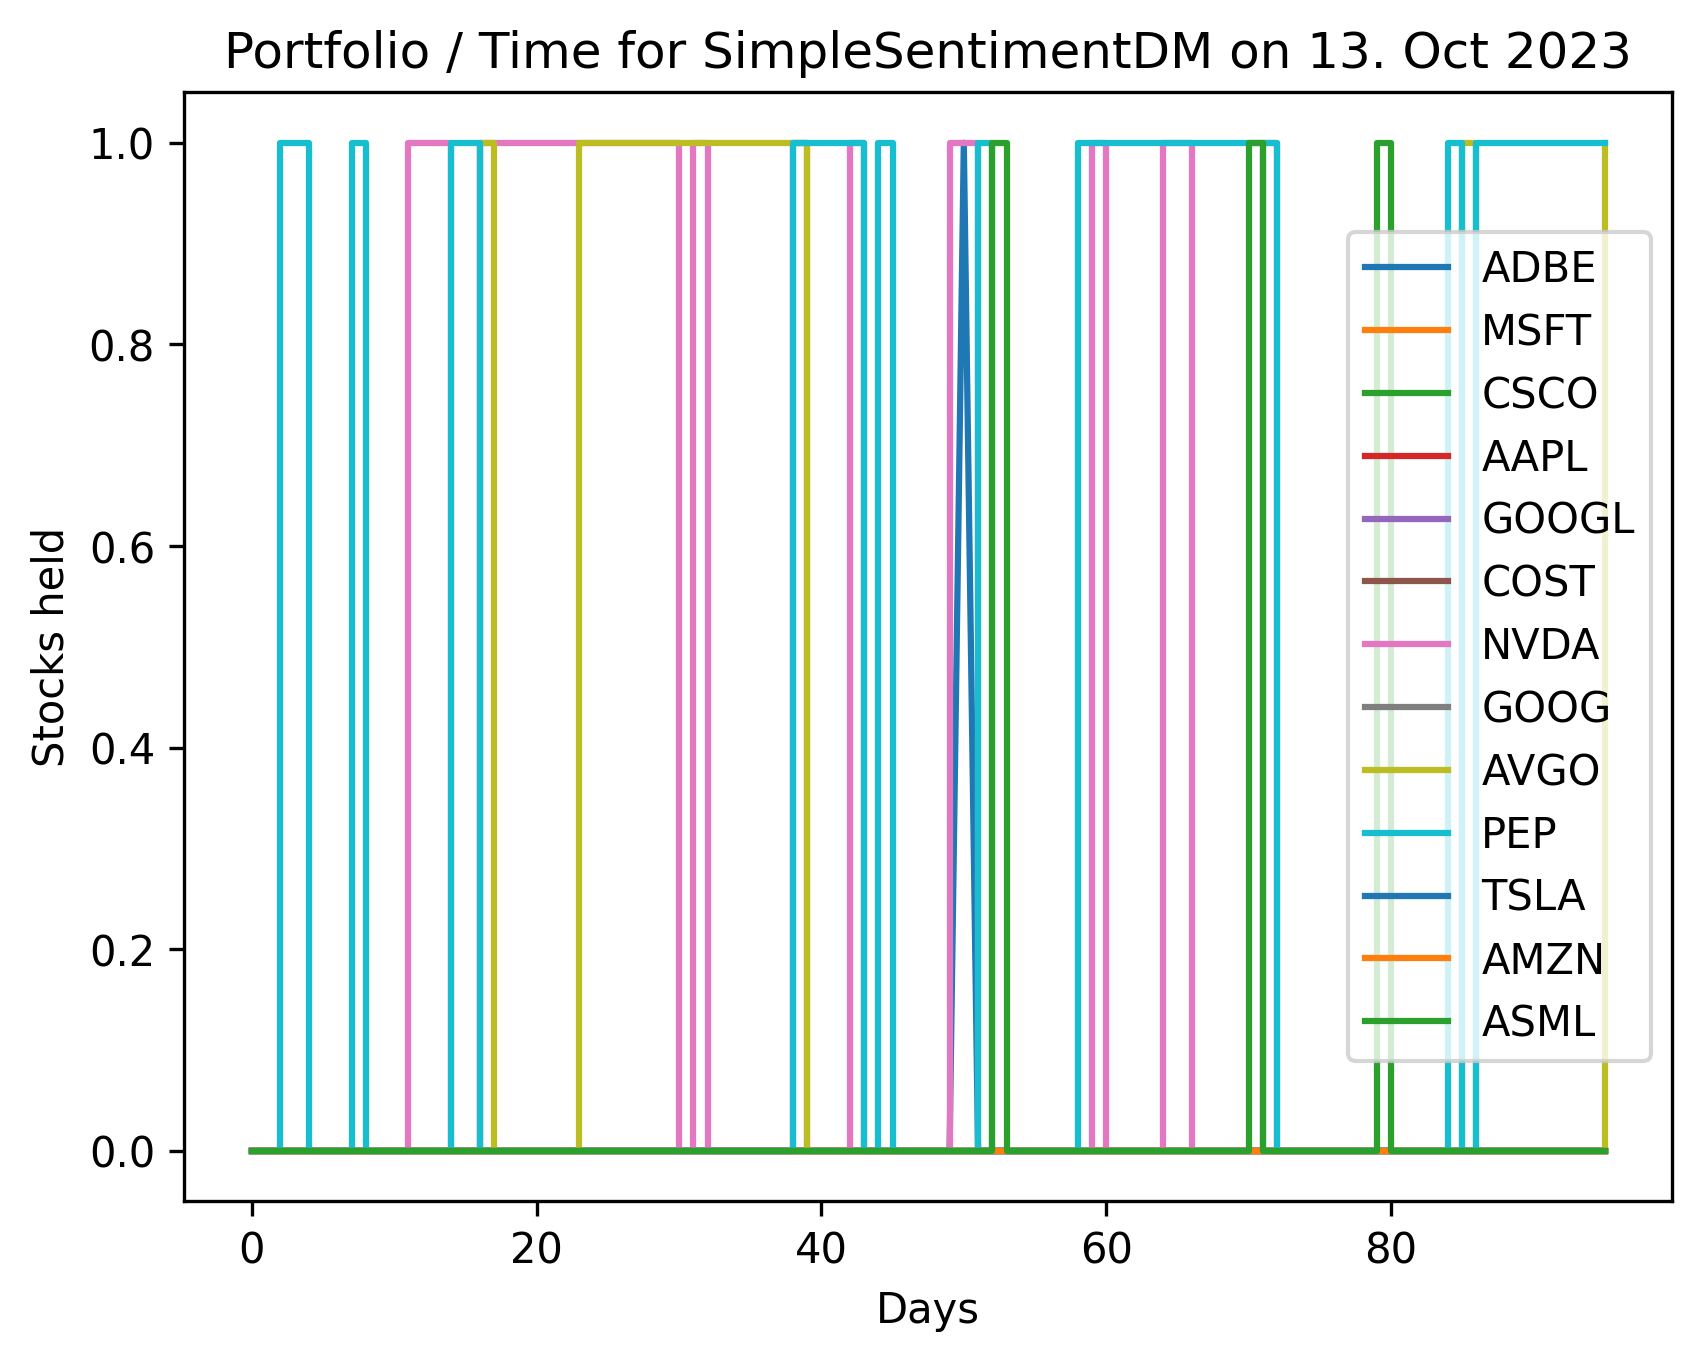 Portfolio / Time for SimpleSentimentDM on 13. Oct 2023
1.0
0.8
0.6
0.4
0.2
0.0
Stocks held
0 20 40 60 80
Days
ADBE
MSFT
CSCO
AAPL
GOOGL
COST
NVDA
GOOG
AVGO
PEP
TSLA
AMZN
ASML